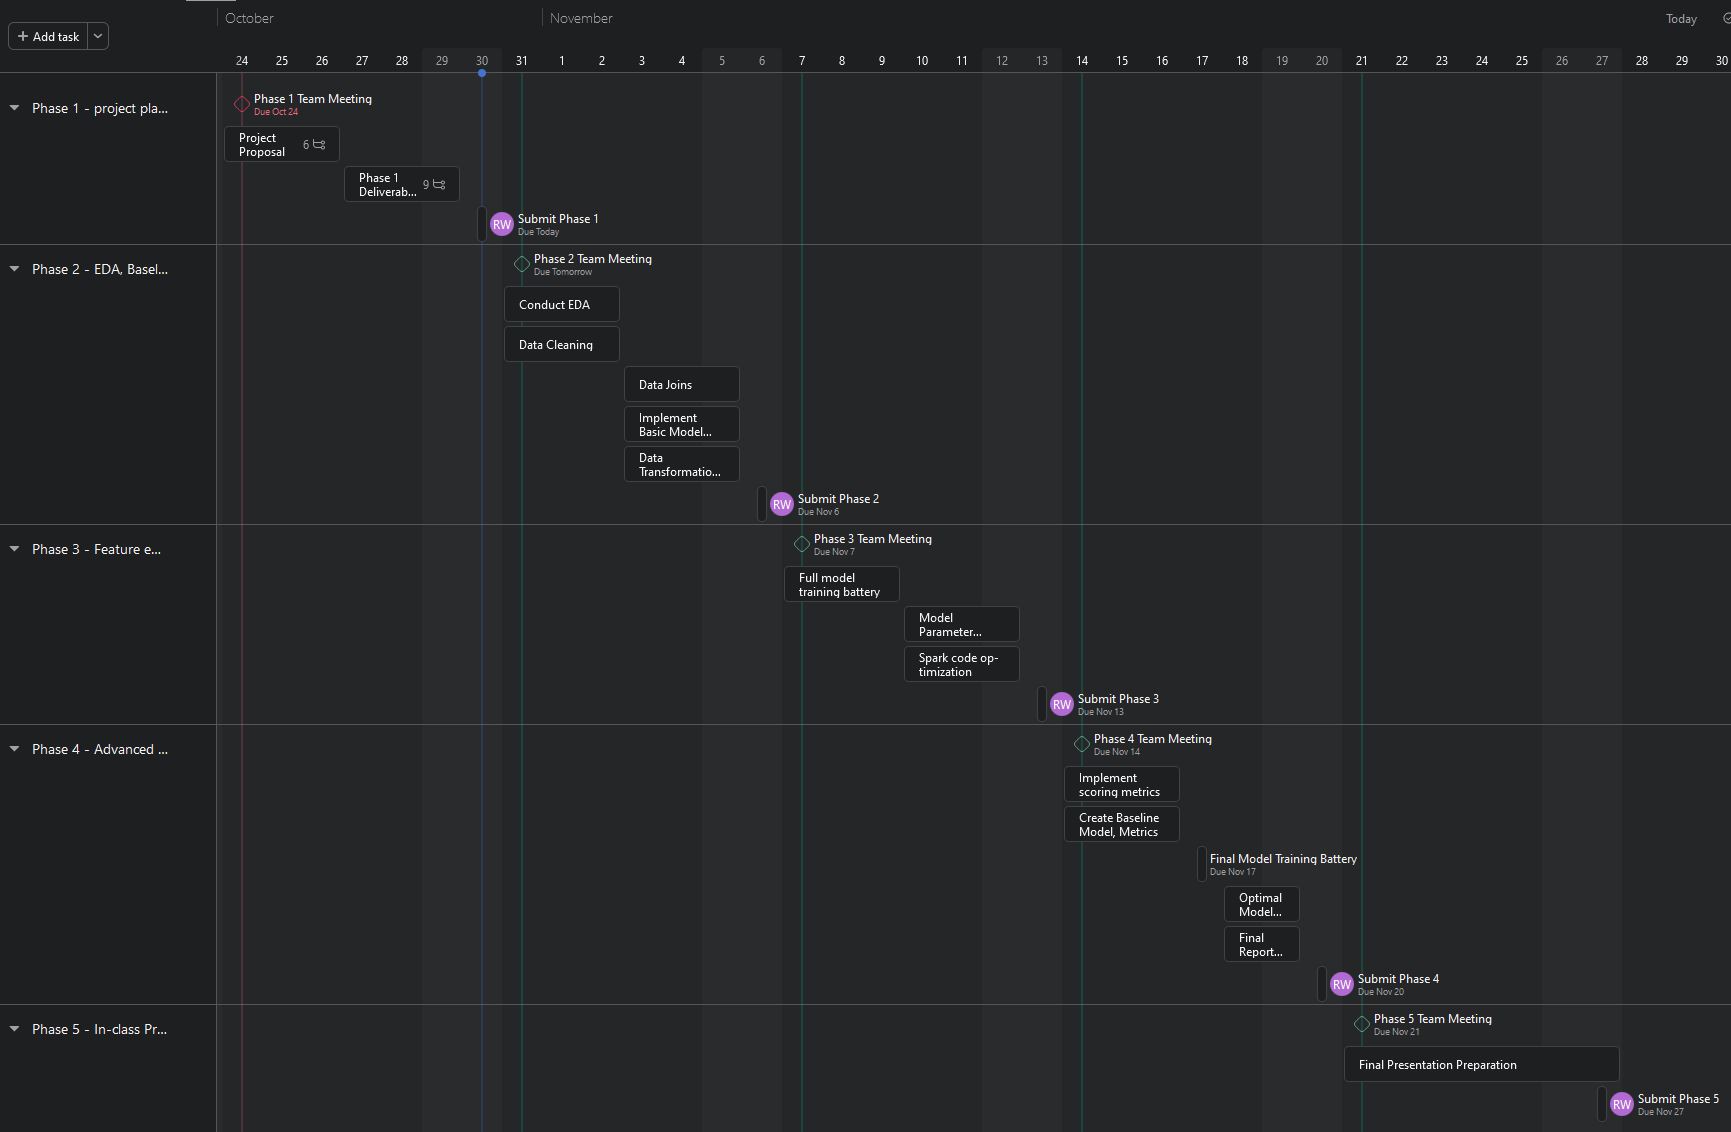 October
November
Today
Add task
24 25 26 27 28 29 30 31 1 2 3 4 5 6 7 8 9 10 11 12 13 14 15 16 17 18 19 20 21 22 23 24 25 26 27 28 29 30
Phase 1 - project pla...
Phase 1 Team Meeting
Due Oct 24
Project
Proposal
6
Phase 1
Deliverab...
9
RW
Submit Phase 1
Due Today
Phase 2 - EDA, Basel...
Phase 2 Team Meeting
Due Tomorrow
Conduct EDA
Data Cleaning
Data Joins
Implement
Basic Model...
Data
Transformatio...
RW
Submit Phase 2
Due Nov 6
Phase 3 - Feature e...
Phase 3 Team Meeting
Due Nov 7
Full model
training battery
Model
Parameter...
Spark code op-
timization
RW
Submit Phase 3
Due Nov 13
Phase 4 - Advanced ...
Phase 4 Team Meeting
Due Nov 14
Implement
scoring metrics
Create Baseline
Model, Metrics
Final Model Training Battery
Due Nov 17
Optimal
Model...
Final
Report...
RW
Submit Phase 4
Due Nov 20
Phase 5 - In-class Pr...
Phase 5 Team Meeting
Due Nov 21
Final Presentation Preparation
RW
Submit Phase 5
Due Nov 27